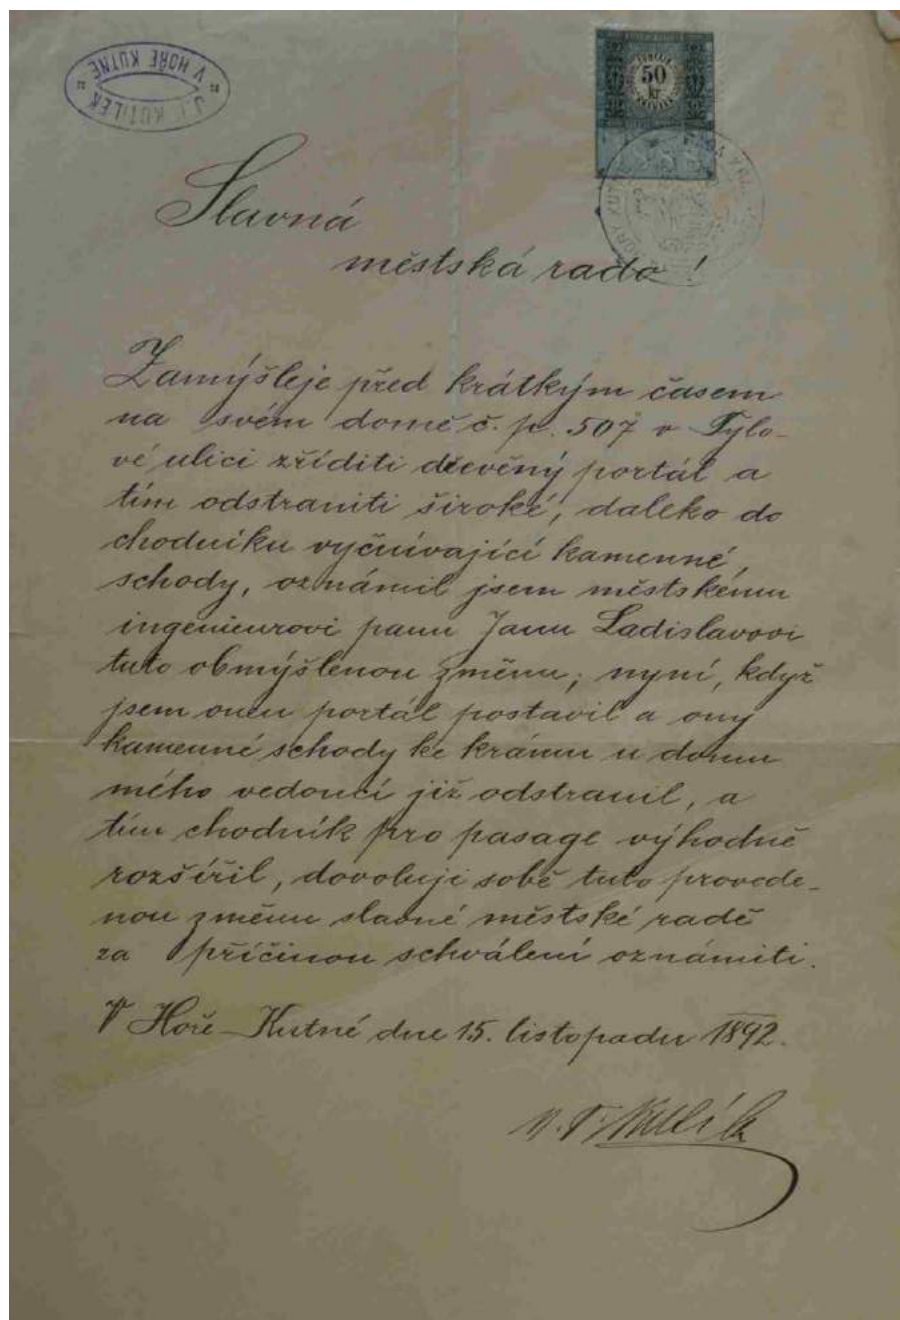 J. F. KUTÍLEK
V HOŘE KUTNÉ
50
kr
Slavná
městská rado!
Zamýšleje před krátkým časem
na svém domě č. p. 507 v Tylo-
vé ulici zříditi dřevěný portál a
tím odstraniti široké, daleko do
chodníku vyčnívající kamenné
schody, oznámil jsem městskému
ingenieurovi panu Janu Ladislavovi
tuto obmýšlenou změnu; nyní, když
jsem onen portál postavil a ony
kamenné schody ke krámu u domu
mého vedoucí již odstranil, a
tím chodník pro pasage výhodně
rozšířil, dovoluji sobě tuto provede-
nou změnu slavné městské radě
za příčinou schválení oznámiti.
V Hoře Kutné dne 15. listopadu 1892.